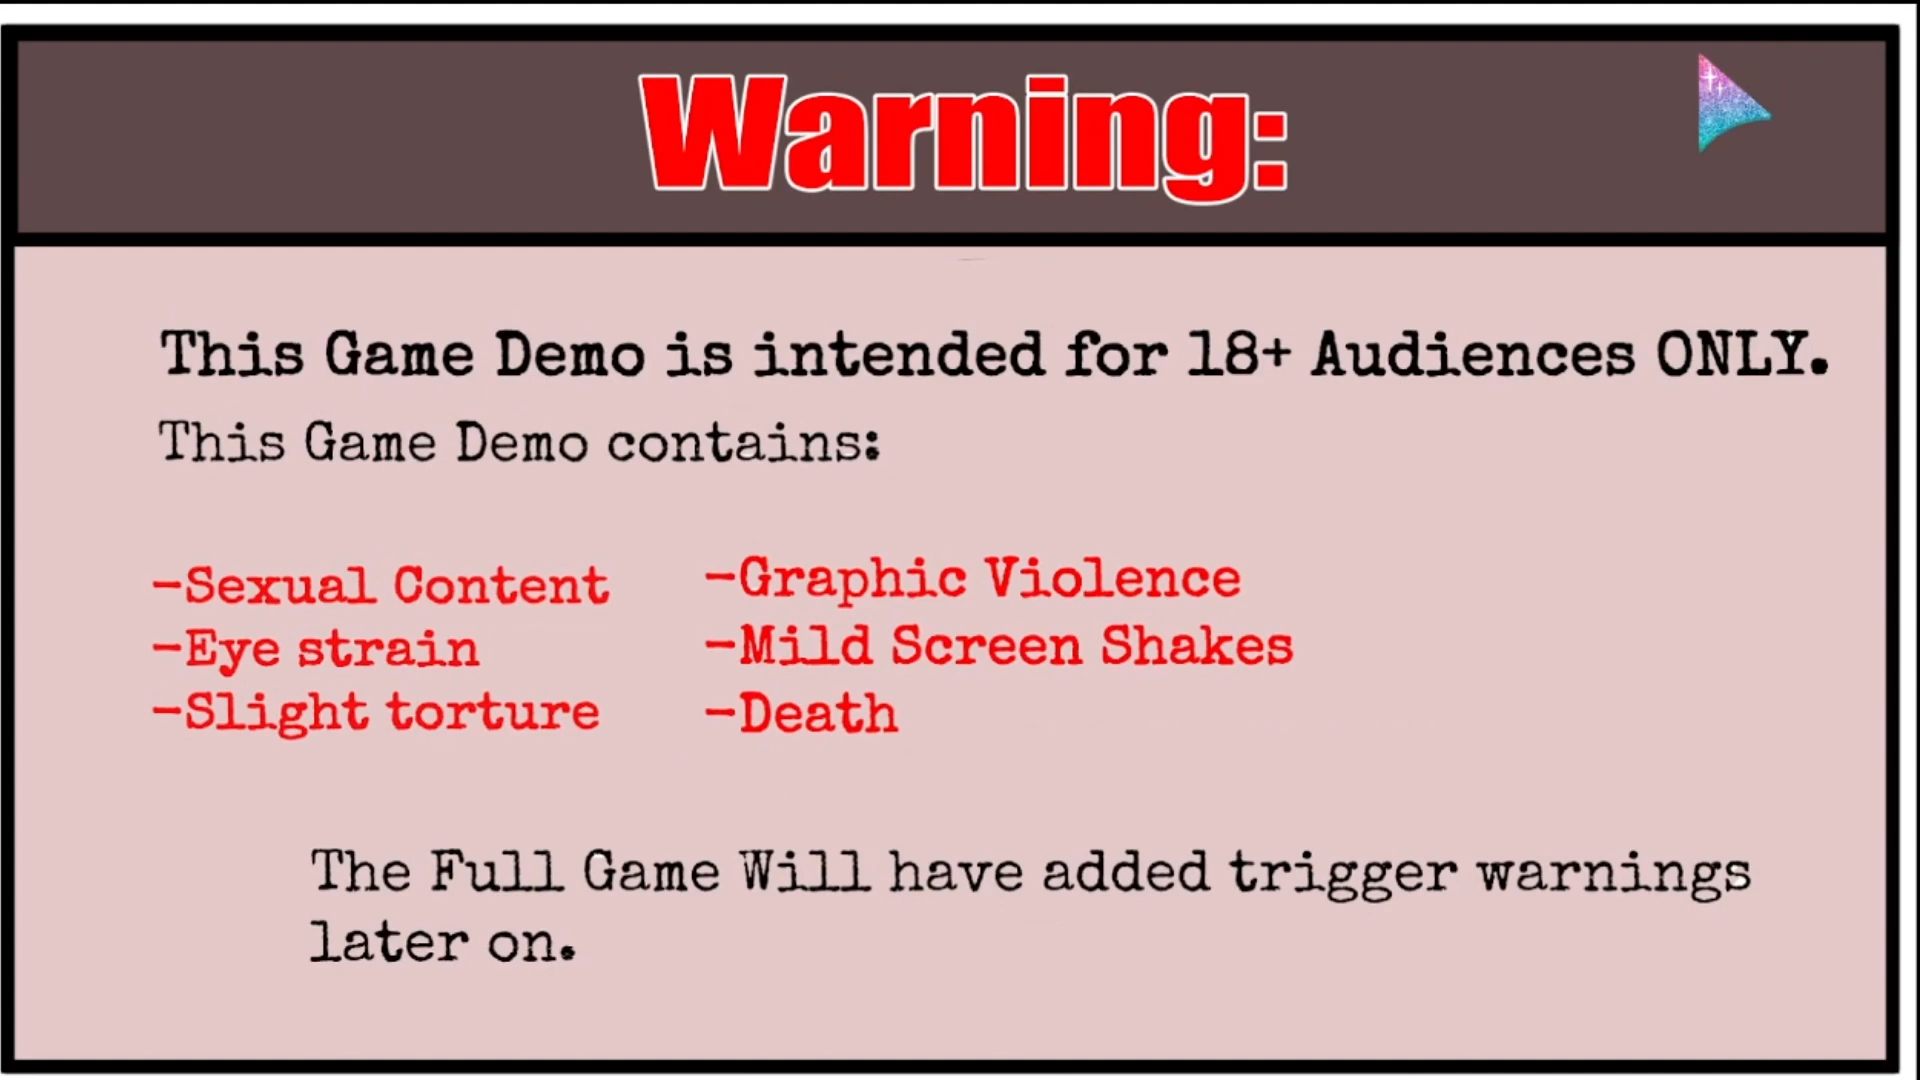 Warning:
This Game Demo is intended for 18+ Audiences ONLY.
This Game Demo contains:
-Sexual Content
-Eye strain
-Slight torture
-Graphic Violence
-Mild Screen Shakes
-Death
The Full Game Will have added trigger warnings
later on.